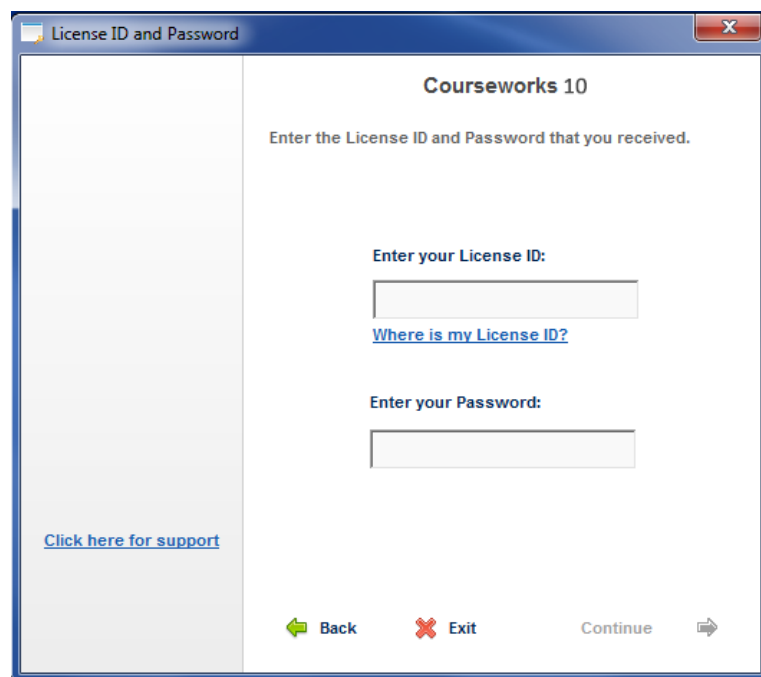 License ID and Password
X
Courseworks 10
Enter the License ID and Password that you received.
Enter your License ID:
Where is my License ID?
Enter your Password:
Click here for support
Back Exit Continue